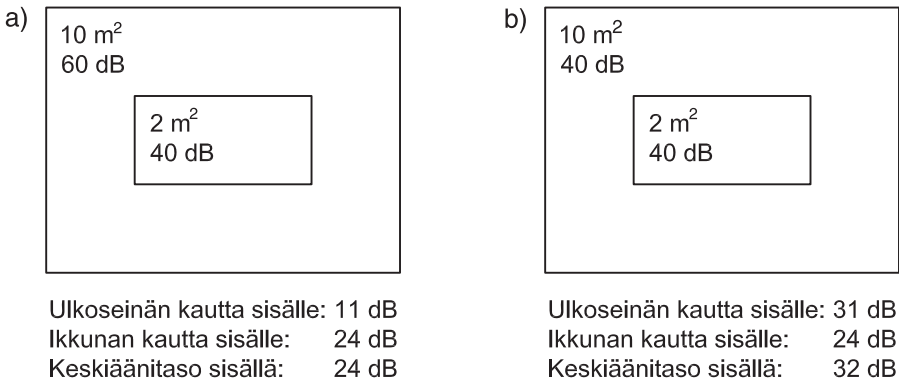 a)
10 m²
60 dB
2 m²
40 dB
Ulkoseinän kautta sisälle: 11 dB
Ikkunan kautta sisälle: 24 dB
Keskiäänitaso sisällä: 24 dB
b)
10 m²
40 dB
2 m²
40 dB
Ulkoseinän kautta sisälle: 31 dB
Ikkunan kautta sisälle: 24 dB
Keskiäänitaso sisällä: 32 dB